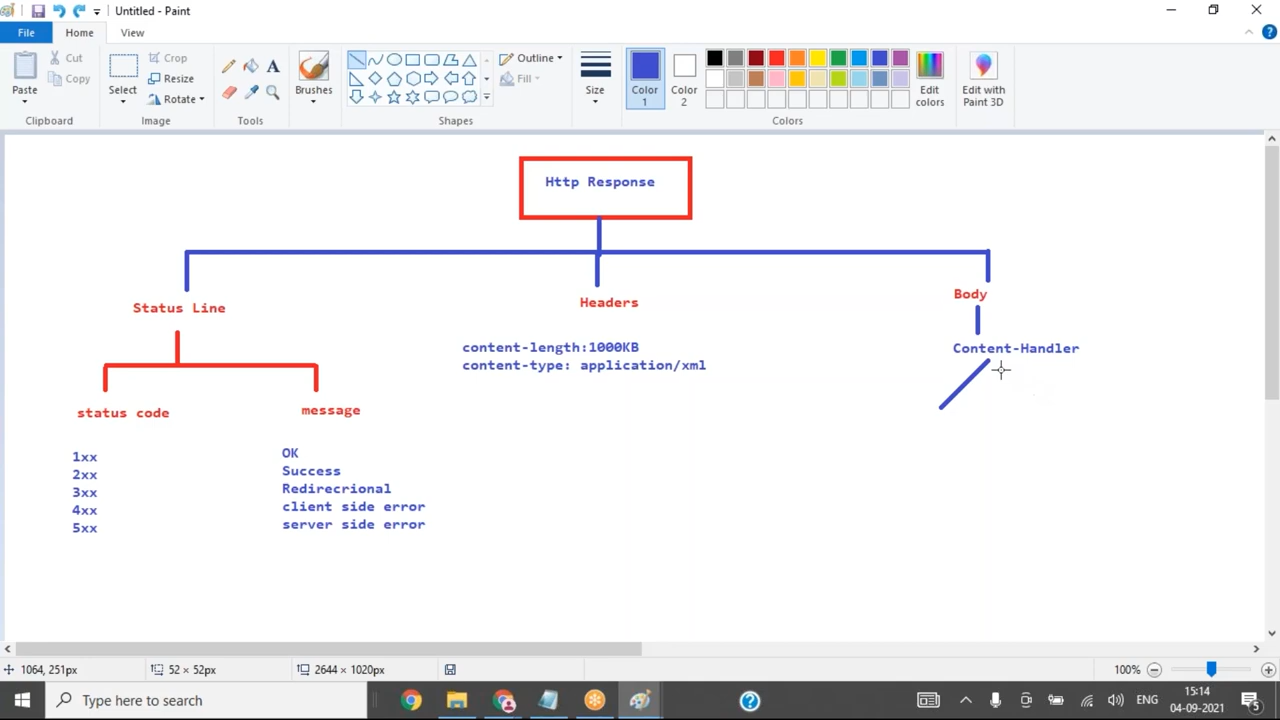 Untitled - Paint
File
Home
View
Paste
Cut
Copy
Clipboard
Select
Crop
Resize
Rotate
Image
A
Tools
Brushes
Outline
Fill
Shapes
Size
Color 1
Color 2
Edit colors
Colors
Edit with Paint 3D
Http Response
Status Line
Headers
Body
content-length:1000KB
content-type: application/xml
Content-Handler
status code
message
1xx
OK
2xx
Success
3xx
Redirecrional
4xx
client side error
5xx
server side error
1064, 251px
52 × 52px
2644 × 1020px
100%
Type here to search
ENG
15:14
04-09-2021
5